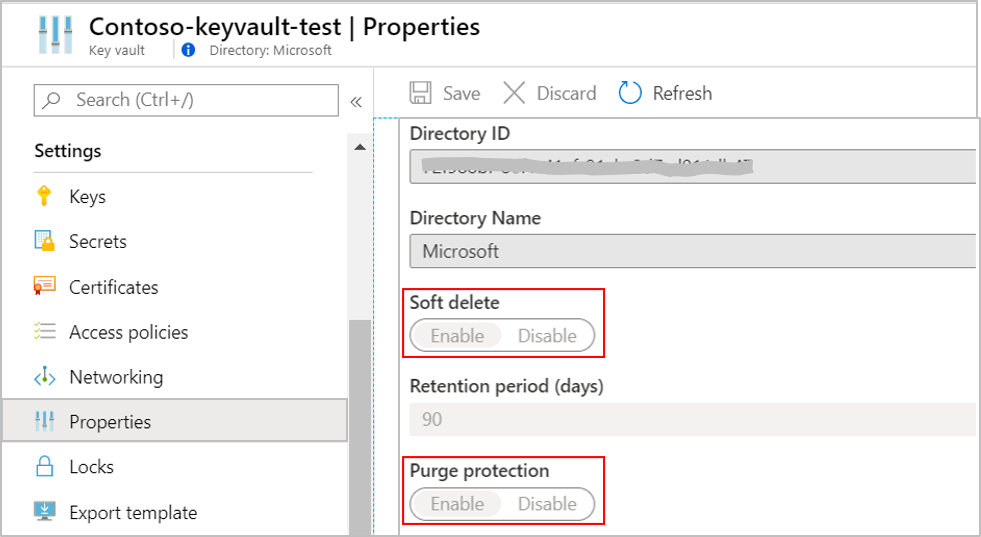 Contoso-keyvault-test | Properties
Key vault
Directory: Microsoft
Search (Ctrl+/)
«
Save
Discard
Refresh
Settings
Keys
Secrets
Certificates
Access policies
Networking
Properties
Locks
Export template
Directory ID
Directory Name
Microsoft
Soft delete
Enable Disable
Retention period (days)
90
Purge protection
Enable Disable